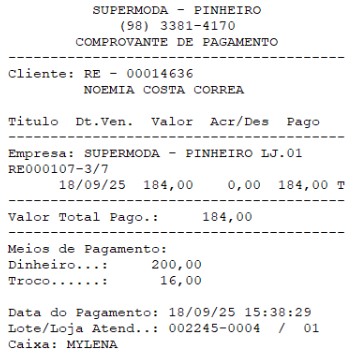 SUPERMODA - PINHEIRO
(98) 3381-4170
COMPROVANTE DE PAGAMENTO
------------------------------------------
Cliente: RE - 00014636
NOEMIA COSTA CORREA
Titulo Dt.Ven. Valor Acr/Des Pago
------------------------------------------
Empresa: SUPERMODA - PINHEIRO LJ.01
RE000107-3/7
18/09/25 184,00 0,00 184,00 T
------------------------------------------
Valor Total Pago.: 184,00
------------------------------------------
Meios de Pagamento:
Dinheiro...: 200,00
Troco......: 16,00
Data do Pagamento: 18/09/25 15:38:29
Lote/Loja Atend..: 002245-0004 / 01
Caixa: MYLENA